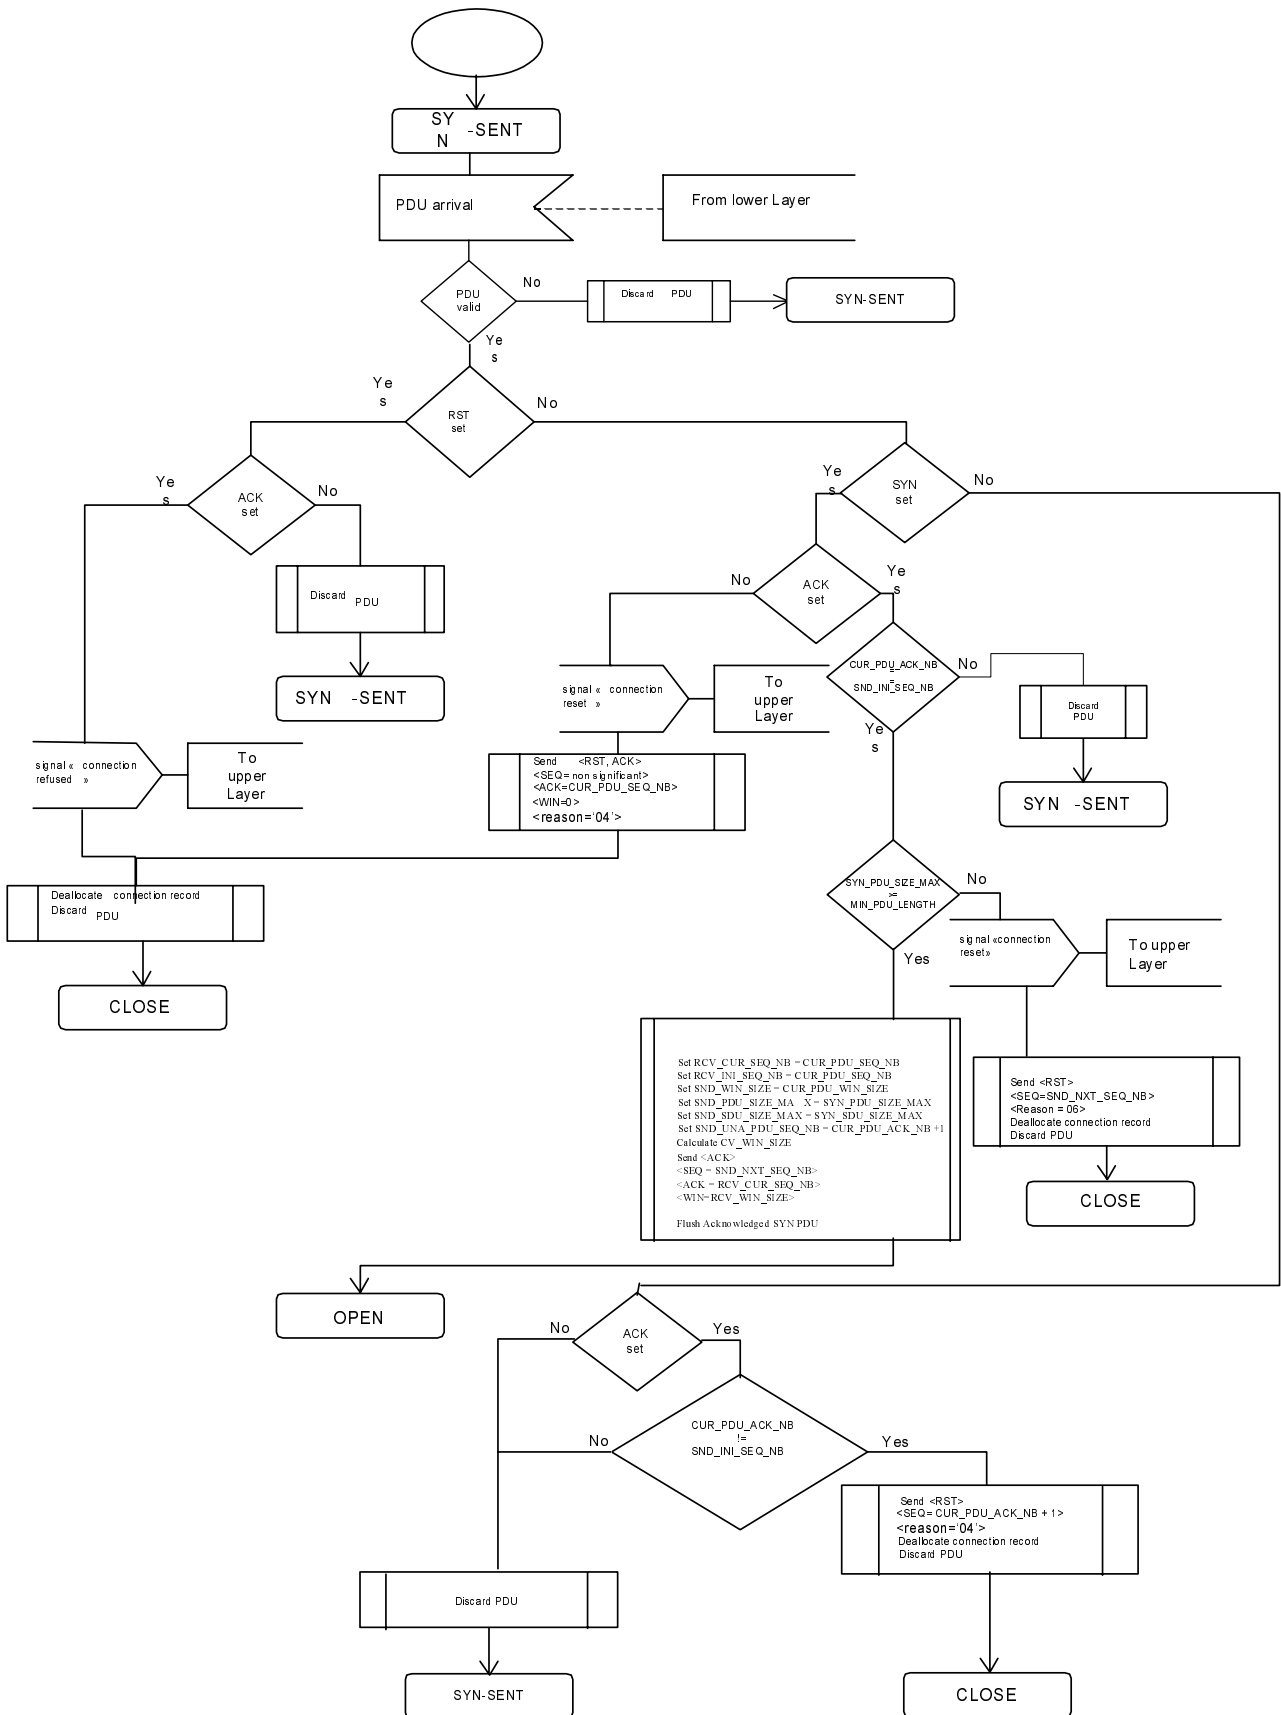 SY
N -SENT
PDU arrival
From lower Layer
PDU
valid
No
Discard PDU
SYN-SENT
Ye
s
RST
set
Ye
s
No
ACK
set
Ye
s
No
SYN
set
Ye
s
No
Discard PDU
SYN -SENT
ACK
set
No
Ye
s
CUR_PDU_ACK_NB
=
=
SND_INI_SEQ_NB
No
Ye
s
Discard
PDU
SYN -SENT
signal « connection
reset »
To
upper
Layer
signal « connection
refused »
To
upper
Layer
Send <RST, ACK>
<SEQ= non significant>
<ACK=CUR_PDU_SEQ_NB>
<WIN=0>
<reason='04'>
Deallocate connection record
Discard PDU
CLOSE
SYN_PDU_SIZE_MAX
>=
MIN_PDU_LENGTH
No
Yes
signal «connection
reset»
To upper
Layer
Send <RST>
<SEQ=SND_NXT_SEQ_NB>
<Reason = 06>
Deallocate connection record
Discard PDU
CLOSE
Set RCV_CUR_SEQ_NB = CUR_PDU_SEQ_NB
Set RCV_INI_SEQ_NB = CUR_PDU_SEQ_NB
Set SND_WIN_SIZE = CUR_PDU_WIN_SIZE
Set SND_PDU_SIZE_MA X = SYN_PDU_SIZE_MAX
Set SND_SDU_SIZE_MAX = SYN_SDU_SIZE_MAX
Set SND_UNA_PDU_SEQ_NB = CUR_PDU_ACK_NB +1
Calculate CV_WIN_SIZE
Send <ACK>
<SEQ = SND_NXT_SEQ_NB>
<ACK = RCV_CUR_SEQ_NB>
<WIN=RCV_WIN_SIZE>
Flush Acknowledged SYN PDU
OPEN
ACK
set
No
Yes
CUR_PDU_ACK_NB
!=
SND_INI_SEQ_NB
No
Yes
Send <RST>
<SEQ= CUR_PDU_ACK_NB + 1>
<reason='04'>
Deallocate connection record
Discard PDU
Discard PDU
SYN-SENT
CLOSE